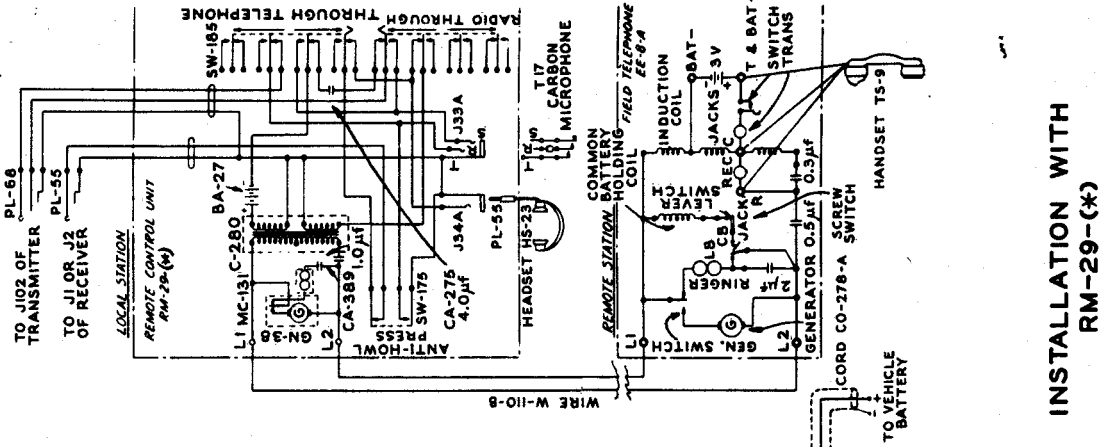 TO J102 OF
TRANSMITTER
PL-68
TO J1 OR J2
OF RECEIVER
PL-55
LOCAL STATION
REMOTE CONTROL UNIT
RM-29-(*)
SW-185
THROUGH TELEPHONE
RADIO THROUGH
BA-27
C-280
MC-131
L1
GN-38
G
L2
CA-389
1.0µf
ANTI-HOWL
PRESS
SW-175
CA-275
4.0µf
J33A
J34A
PL-55
HEADSET HS-23
T17
CARBON
MICROPHONE
WIRE W-110-B
REMOTE STATION
FIELD TELEPHONE
EE-8-A
COMMON
BATTERY
HOLDING
COIL
INDUCTION
COIL
BAT-
3V
+
T & BAT+
SWITCH
TRANS
JACKS
C
REC
R
JACK
LEVER
SWITCH
LB
CB
RINGER
2µf
0.5µf
0.3µf
SCREW
SWITCH
G
GEN. SWITCH
GENERATOR
L1
L2
HANDSET TS-9
CORD CO-278-A
TO VEHICLE
BATTERY
- +
INSTALLATION WITH
RM-29-(*)